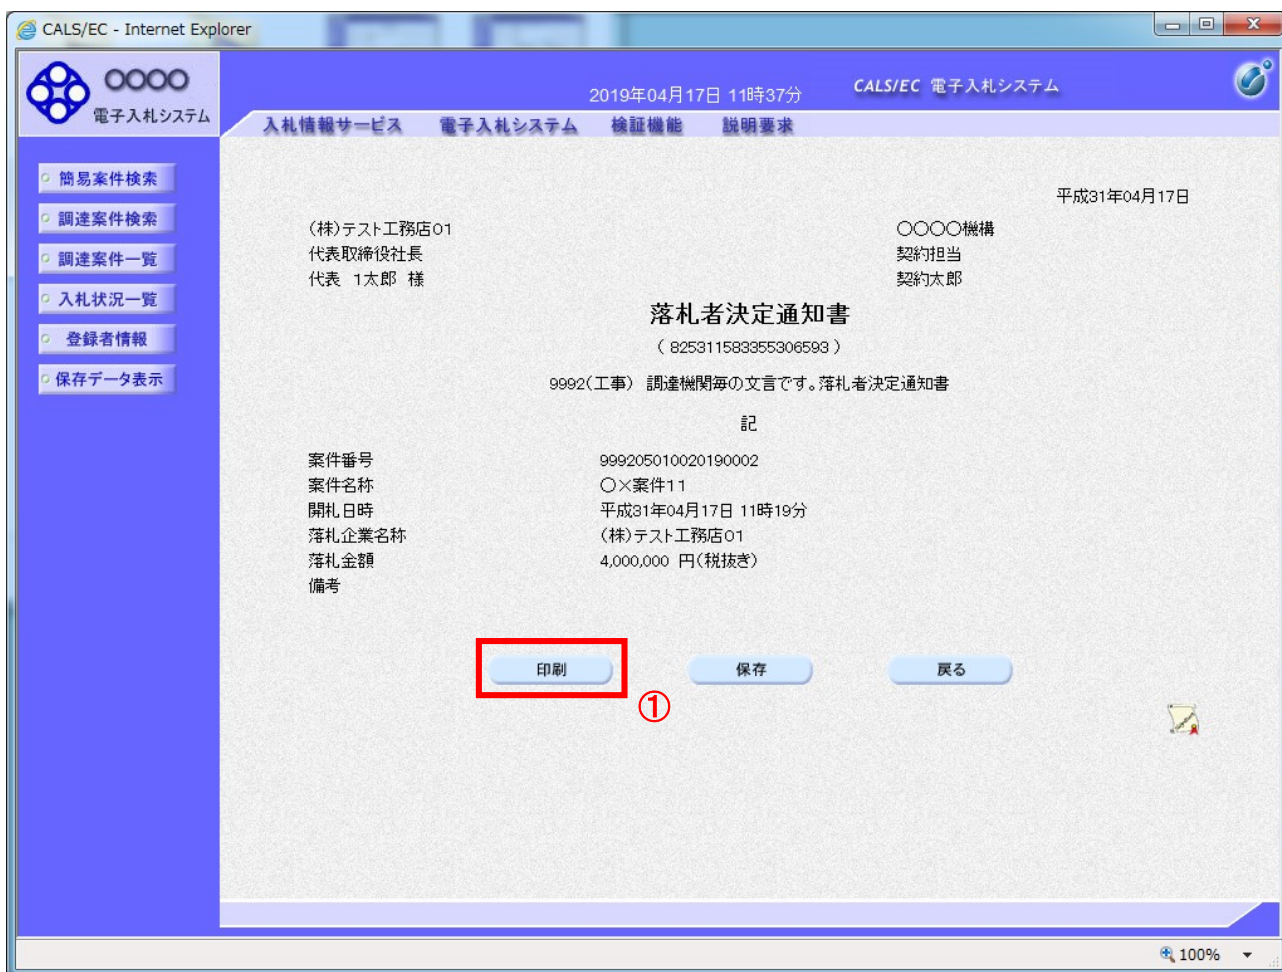 CALS/EC - Internet Explorer
〇〇〇〇
電子入札システム
2019年04月17日 11時37分
CALS/EC 電子入札システム
入札情報サービス 電子入札システム 検証機能 説明要求
簡易案件検索
調達案件検索
調達案件一覧
入札状況一覧
登録者情報
保存データ表示
平成31年04月17日
(株)テスト工務店01
代表取締役社長
代表 1太郎 様
〇〇〇〇機構
契約担当
契約太郎
落札者決定通知書
( 825311583355306593 )
9992(工事) 調達機関毎の文言です。落札者決定通知書
記
案件番号 999205010020190002
案件名称 〇×案件11
開札日時 平成31年04月17日 11時19分
落札企業名称 (株)テスト工務店01
落札金額 4,000,000 円(税抜き)
備考
印刷 保存 戻る
①
100%